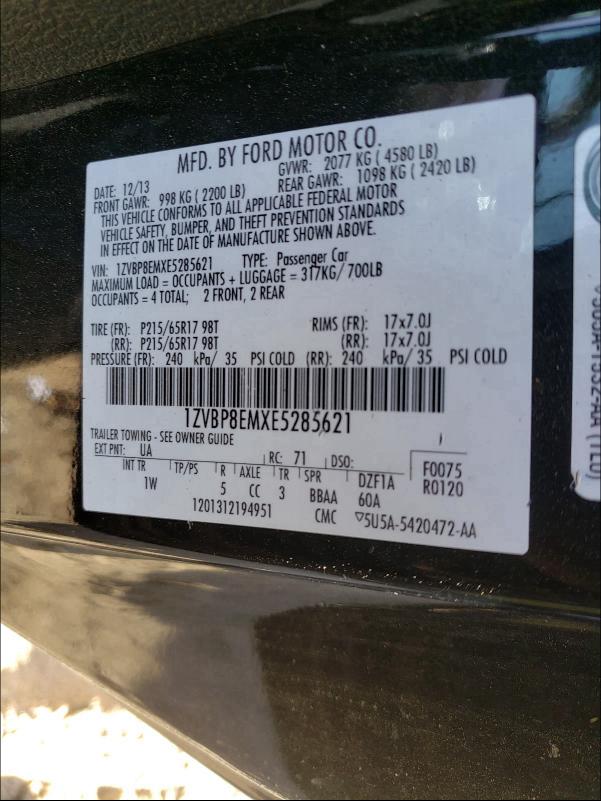 MFD. BY FORD MOTOR CO.
DATE: 12/13 GVWR: 2077 KG ( 4580 LB)
FRONT GAWR: 998 KG ( 2200 LB) REAR GAWR: 1098 KG ( 2420 LB)
THIS VEHICLE CONFORMS TO ALL APPLICABLE FEDERAL MOTOR
VEHICLE SAFETY, BUMPER, AND THEFT PREVENTION STANDARDS
IN EFFECT ON THE DATE OF MANUFACTURE SHOWN ABOVE.
VIN: 1ZVBP8EMXE5285621 TYPE: Passenger Car
MAXIMUM LOAD = OCCUPANTS + LUGGAGE = 317KG/ 700LB
OCCUPANTS = 4 TOTAL; 2 FRONT, 2 REAR
TIRE (FR): P215/65R17 98T RIMS (FR): 17x7.0J
(RR): P215/65R17 98T (RR): 17x7.0J
PRESSURE (FR): 240 kPa/ 35 PSI COLD (RR): 240 kPa/ 35 PSI COLD
1ZVBP8EMXE5285621
TRAILER TOWING - SEE OWNER GUIDE
EXT PNT: UA RC: 71 DSO: F0075
INT TR TP/PS R AXLE TR SPR DZF1A R0120
1W 5 CC 3 BBAA 60A
1201312194951 CMC ▽5U5A-5420472-AA